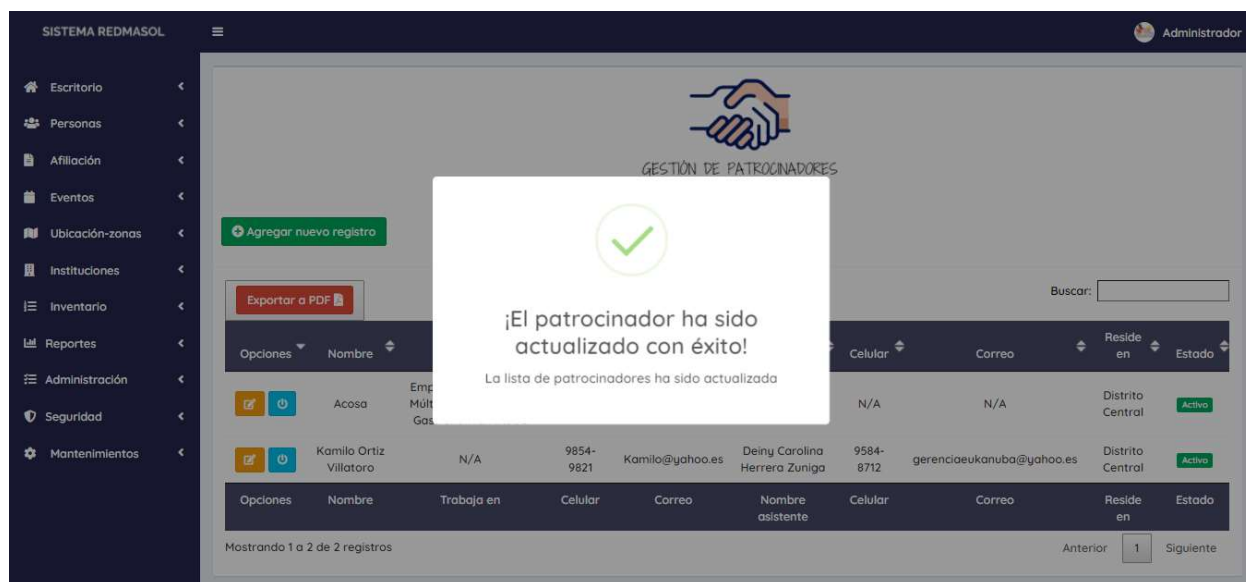 SISTEMA REDMASOL
Administrador
Escritorio
Personas
Afiliación
Eventos
Ubicación-zonas
Instituciones
Inventario
Reportes
Administración
Seguridad
Mantenimientos
GESTIÓN DE PATROCINADORES
Agregar nuevo registro
Exportar a PDF
Buscar:
¡El patrocinador ha sido
actualizado con éxito!
La lista de patrocinadores ha sido actualizada
Opciones Nombre Celular Correo Reside en Estado
Acosa N/A N/A Distrito Central Activo
Kamilo Ortiz Villatoro N/A 9854-9821 Kamilo@yahoo.es Deiny Carolina Herrera Zuniga 9584-8712 gerenciaeukanuba@yahoo.es Distrito Central Activo
Opciones Nombre Trabaja en Celular Correo Nombre asistente Celular Correo Reside en Estado
Mostrando 1 a 2 de 2 registros
Anterior 1 Siguiente